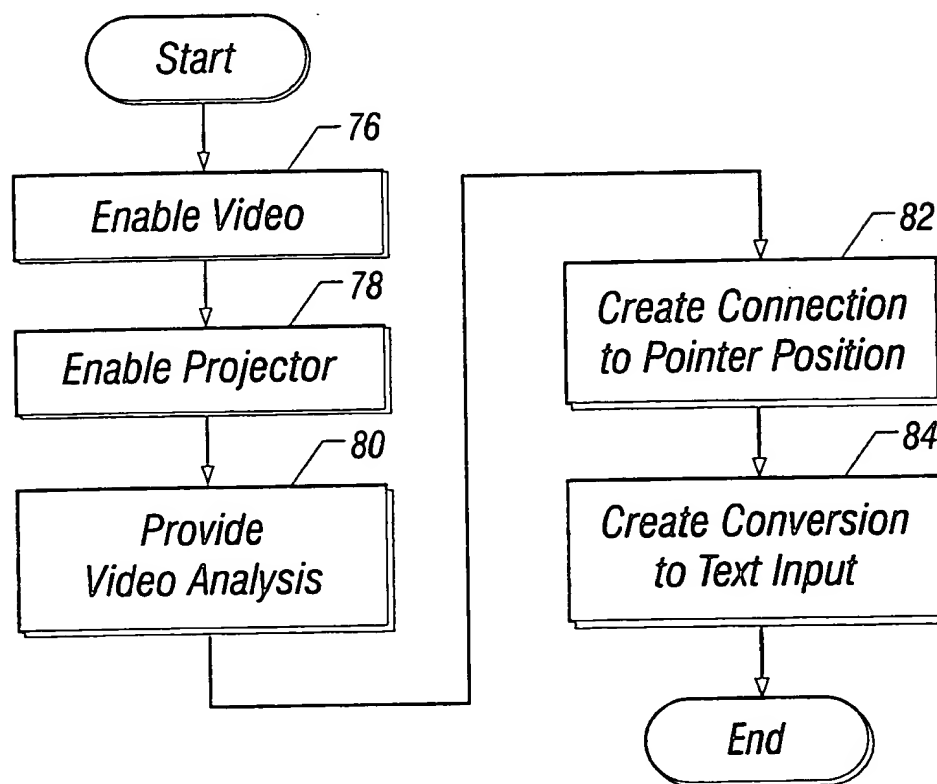 Start
76
Enable Video
78
Enable Projector
80
Provide
Video Analysis
82
Create Connection
to Pointer Position
84
Create Conversion
to Text Input
End